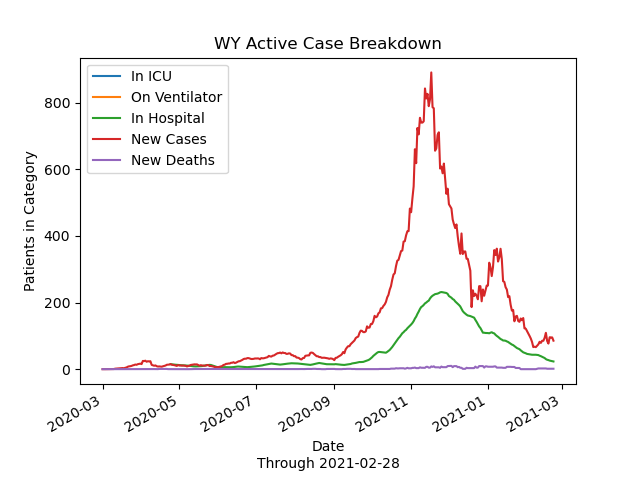 WY Active Case Breakdown
In ICU
On Ventilator
In Hospital
New Cases
New Deaths
Patients in Category
800
600
400
200
0
2020-03
2020-05
2020-07
2020-09
2020-11
2021-01
2021-03
Date
Through 2021-02-28